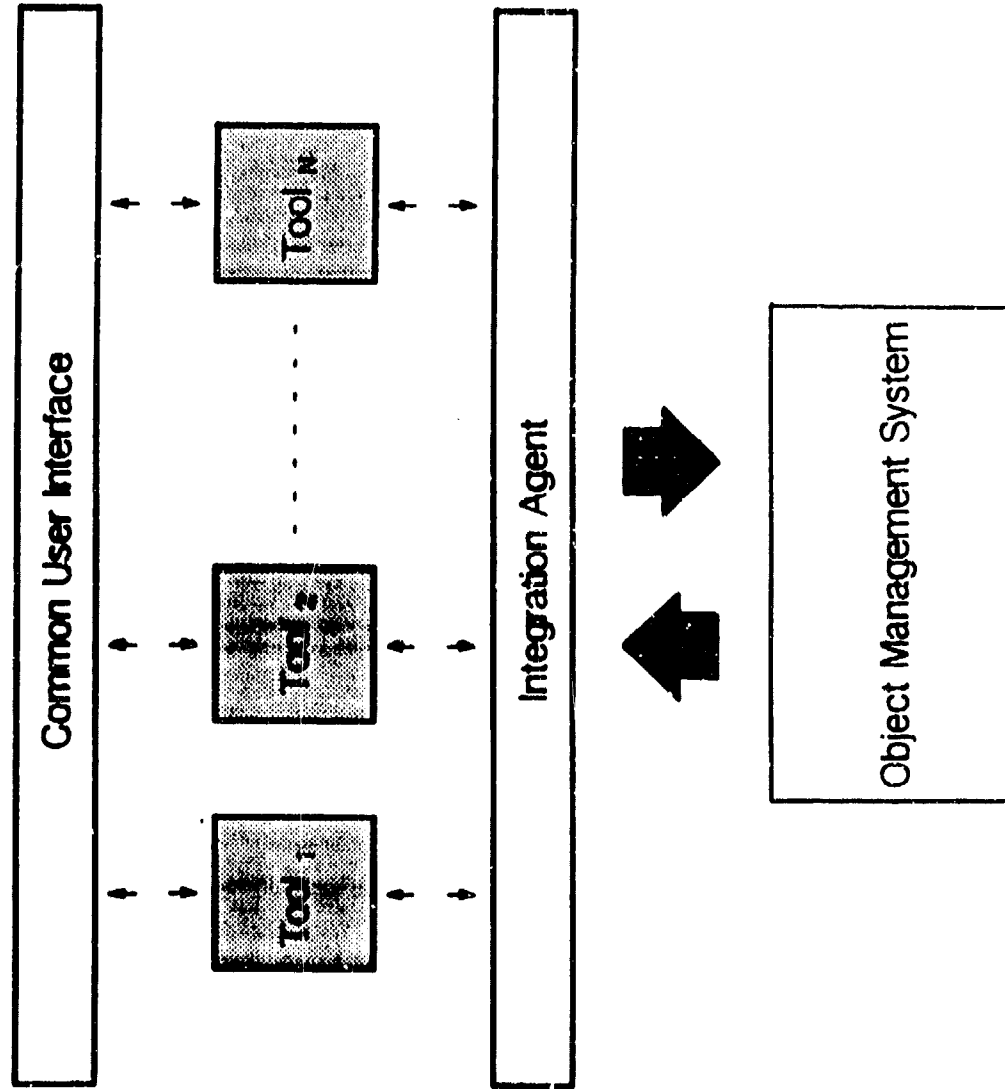 Common User Interface
Tool 1
Tool 2
Tool N
Integration Agent
Object Management System